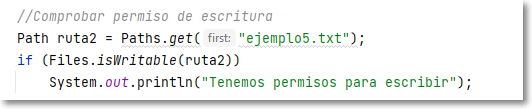 //Comprobar permiso de escritura
Path ruta2 = Paths.get( first: "ejemplo5.txt");
if (Files.isWritable(ruta2))
System.out.println("Tenemos permisos para escribir");